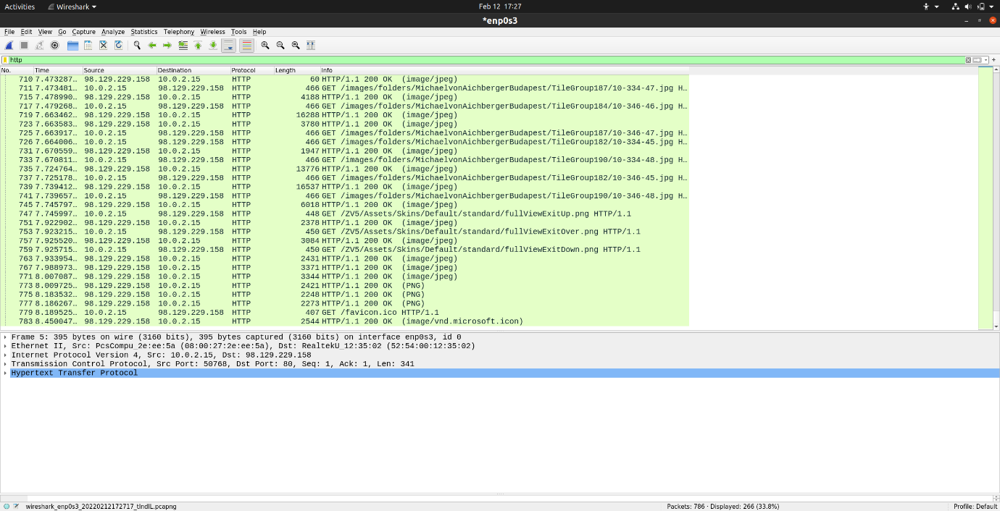 Activities Wireshark Feb 12 17:27
*enp0s3
File Edit View Go Capture Analyze Statistics Telephony Wireless Tools Help
http
No. Time Source Destination Protocol Length Info
710 7.473287… 98.129.229.158 10.0.2.15 HTTP 60 HTTP/1.1 200 OK (image/jpeg)
711 7.473481… 10.0.2.15 98.129.229.158 HTTP 466 GET /images/folders/MichaelvonAichbergerBudapest/TileGroup187/10-334-47.jpg H…
715 7.478990… 98.129.229.158 10.0.2.15 HTTP 4188 HTTP/1.1 200 OK (image/jpeg)
717 7.479268… 10.0.2.15 98.129.229.158 HTTP 466 GET /images/folders/MichaelvonAichbergerBudapest/TileGroup184/10-346-46.jpg H…
719 7.663462… 98.129.229.158 10.0.2.15 HTTP 16288 HTTP/1.1 200 OK (image/jpeg)
723 7.663583… 98.129.229.158 10.0.2.15 HTTP 3780 HTTP/1.1 200 OK (image/jpeg)
725 7.663917… 10.0.2.15 98.129.229.158 HTTP 466 GET /images/folders/MichaelvonAichbergerBudapest/TileGroup187/10-346-47.jpg H…
726 7.664006… 10.0.2.15 98.129.229.158 HTTP 466 GET /images/folders/MichaelvonAichbergerBudapest/TileGroup182/10-334-45.jpg H…
731 7.670559… 98.129.229.158 10.0.2.15 HTTP 1947 HTTP/1.1 200 OK (image/jpeg)
733 7.670811… 10.0.2.15 98.129.229.158 HTTP 466 GET /images/folders/MichaelvonAichbergerBudapest/TileGroup190/10-334-48.jpg H…
735 7.724764… 98.129.229.158 10.0.2.15 HTTP 13776 HTTP/1.1 200 OK (image/jpeg)
737 7.725178… 10.0.2.15 98.129.229.158 HTTP 466 GET /images/folders/MichaelvonAichbergerBudapest/TileGroup182/10-346-45.jpg H…
739 7.739412… 98.129.229.158 10.0.2.15 HTTP 16537 HTTP/1.1 200 OK (image/jpeg)
741 7.739657… 10.0.2.15 98.129.229.158 HTTP 466 GET /images/folders/MichaelvonAichbergerBudapest/TileGroup190/10-346-48.jpg H…
745 7.745797… 98.129.229.158 10.0.2.15 HTTP 6018 HTTP/1.1 200 OK (image/jpeg)
747 7.745997… 10.0.2.15 98.129.229.158 HTTP 448 GET /ZV5/Assets/Skins/Default/standard/fullViewExitUp.png HTTP/1.1
751 7.922902… 98.129.229.158 10.0.2.15 HTTP 2378 HTTP/1.1 200 OK (image/jpeg)
753 7.923215… 10.0.2.15 98.129.229.158 HTTP 450 GET /ZV5/Assets/Skins/Default/standard/fullViewExitOver.png HTTP/1.1
757 7.925520… 98.129.229.158 10.0.2.15 HTTP 3084 HTTP/1.1 200 OK (image/jpeg)
759 7.925715… 10.0.2.15 98.129.229.158 HTTP 450 GET /ZV5/Assets/Skins/Default/standard/fullViewExitDown.png HTTP/1.1
763 7.933954… 98.129.229.158 10.0.2.15 HTTP 2431 HTTP/1.1 200 OK (image/jpeg)
767 7.988973… 98.129.229.158 10.0.2.15 HTTP 3371 HTTP/1.1 200 OK (image/jpeg)
771 8.007087… 98.129.229.158 10.0.2.15 HTTP 3344 HTTP/1.1 200 OK (image/jpeg)
773 8.009725… 98.129.229.158 10.0.2.15 HTTP 2421 HTTP/1.1 200 OK (PNG)
775 8.183532… 98.129.229.158 10.0.2.15 HTTP 2248 HTTP/1.1 200 OK (PNG)
777 8.186267… 98.129.229.158 10.0.2.15 HTTP 2273 HTTP/1.1 200 OK (PNG)
779 8.189525… 10.0.2.15 98.129.229.158 HTTP 407 GET /favicon.ico HTTP/1.1
783 8.450047… 98.129.229.158 10.0.2.15 HTTP 2544 HTTP/1.1 200 OK (image/vnd.microsoft.icon)
Frame 5: 395 bytes on wire (3160 bits), 395 bytes captured (3160 bits) on interface enp0s3, id 0
Ethernet II, Src: PcsCompu_2e:ee:5a (08:00:27:2e:ee:5a), Dst: RealtekU_12:35:02 (52:54:00:12:35:02)
Internet Protocol Version 4, Src: 10.0.2.15, Dst: 98.129.229.158
Transmission Control Protocol, Src Port: 50768, Dst Port: 80, Seq: 1, Ack: 1, Len: 341
Hypertext Transfer Protocol
wireshark_enp0s3_20220212172717_tIndIL.pcapng Packets: 786 · Displayed: 266 (33.8%) Profile: Default